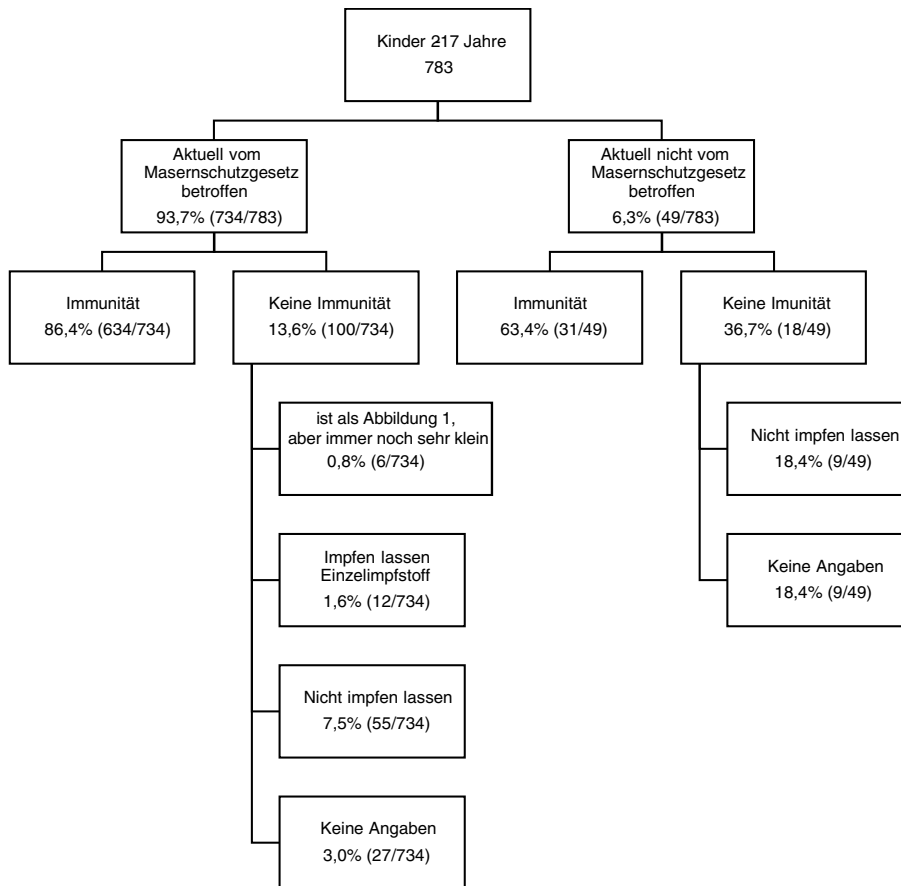 Kinder 217 Jahre
783
Aktuell vom
Masernschutzgesetz
betroffen
93,7% (734/783)
Aktuell nicht vom
Masernschutzgesetz
betroffen
6,3% (49/783)
Immunität
86,4% (634/734)
Keine Immunität
13,6% (100/734)
Immunität
63,4% (31/49)
Keine Imunität
36,7% (18/49)
ist als Abbildung 1,
aber immer noch sehr klein
0,8% (6/734)
Impfen lassen
Einzelimpfstoff
1,6% (12/734)
Nicht impfen lassen
7,5% (55/734)
Keine Angaben
3,0% (27/734)
Nicht impfen lassen
18,4% (9/49)
Keine Angaben
18,4% (9/49)